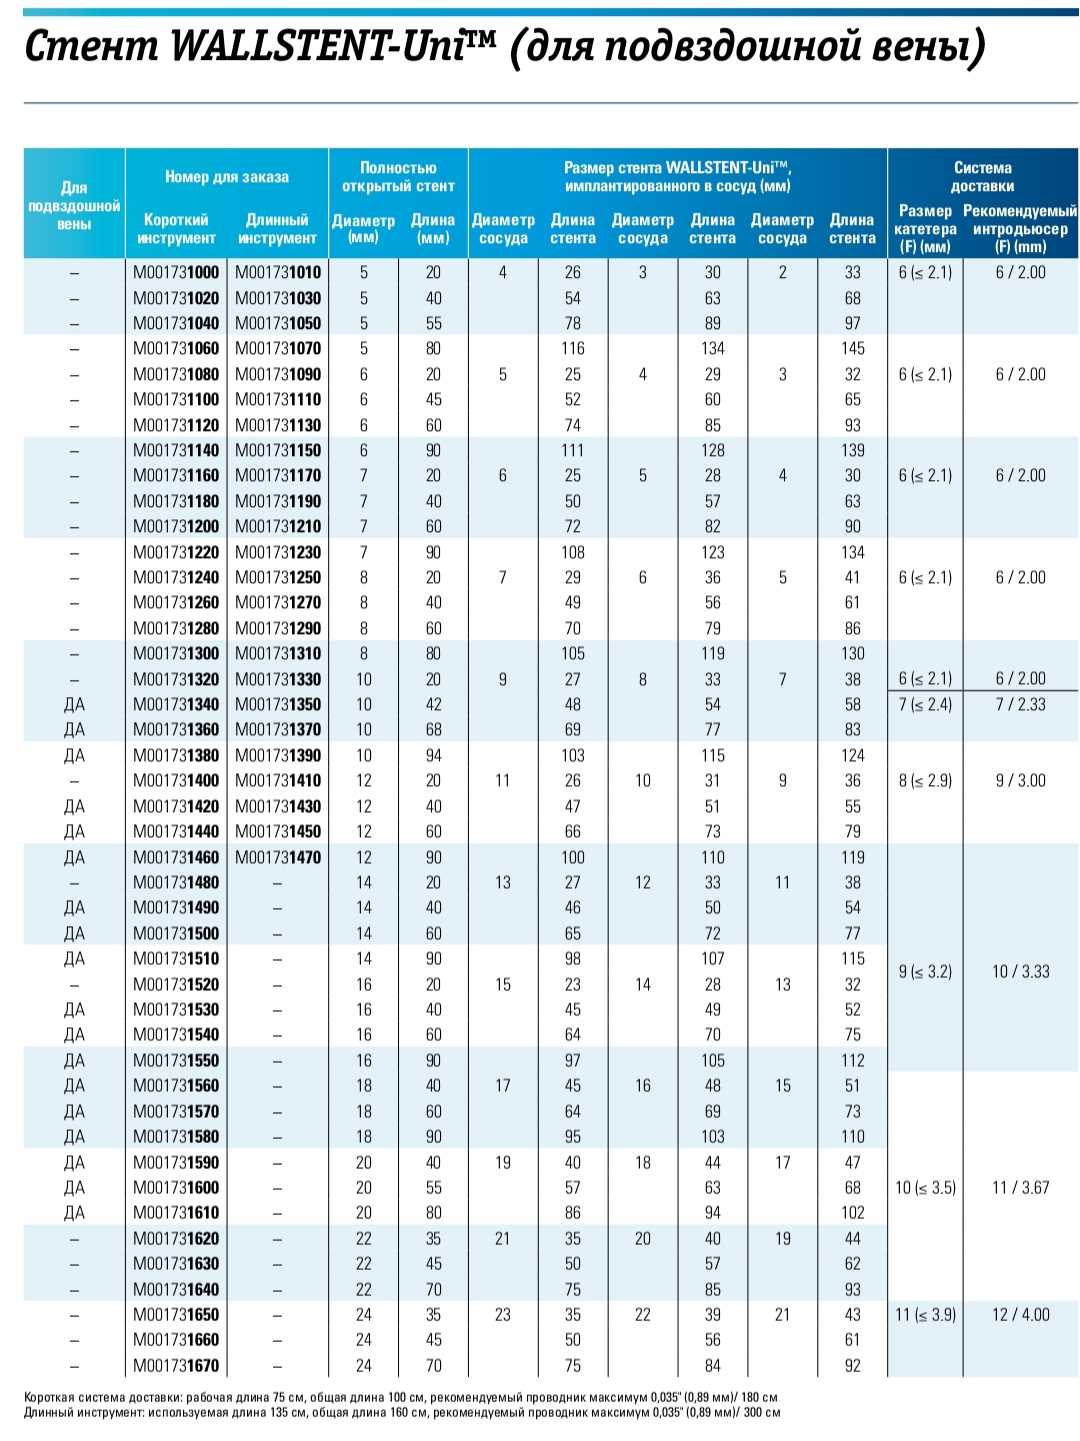 Стент WALLSTENT-Uni™ (для подвздошной вены)
Для подвздошной вены
Номер для заказа
Полностью открытый стент
Размер стента WALLSTENT-Uni™, имплантированного в сосуд (мм)
Система доставки
Короткий инструмент
Длинный инструмент
Диаметр (мм)
Длина (мм)
Диаметр сосуда
Длина стента
Диаметр сосуда
Длина стента
Диаметр сосуда
Длина стента
Размер катетера (F) (мм)
Рекомендуемый интродьюсер (F) (mm)
– M001731000 M001731010 5 20 4 26 3 30 2 33 6 (≤ 2.1) 6 / 2.00
– M001731020 M001731030 5 40 54 63 68
– M001731040 M001731050 5 55 78 89 97
– M001731060 M001731070 5 80 116 134 145
– M001731080 M001731090 6 20 5 25 4 29 3 32 6 (≤ 2.1) 6 / 2.00
– M001731100 M001731110 6 45 52 60 65
– M001731120 M001731130 6 60 74 85 93
– M001731140 M001731150 6 90 111 128 139
– M001731160 M001731170 7 20 6 25 5 28 4 30 6 (≤ 2.1) 6 / 2.00
– M001731180 M001731190 7 40 50 57 63
– M001731200 M001731210 7 60 72 82 90
– M001731220 M001731230 7 90 108 123 134
– M001731240 M001731250 8 20 7 29 6 36 5 41 6 (≤ 2.1) 6 / 2.00
– M001731260 M001731270 8 40 49 56 61
– M001731280 M001731290 8 60 70 79 86
– M001731300 M001731310 8 80 105 119 130
– M001731320 M001731330 10 20 9 27 8 33 7 38 6 (≤ 2.1) 6 / 2.00
ДА M001731340 M001731350 10 42 48 54 58 7 (≤ 2.4) 7 / 2.33
ДА M001731360 M001731370 10 68 69 77 83
ДА M001731380 M001731390 10 94 103 115 124
– M001731400 M001731410 12 20 11 26 10 31 9 36 8 (≤ 2.9) 9 / 3.00
ДА M001731420 M001731430 12 40 47 51 55
ДА M001731440 M001731450 12 60 66 73 79
ДА M001731460 M001731470 12 90 100 110 119
– M001731480 – 14 20 13 27 12 33 11 38
ДА M001731490 – 14 40 46 50 54
ДА M001731500 – 14 60 65 72 77
ДА M001731510 – 14 90 98 107 115
9 (≤ 3.2) 10 / 3.33
– M001731520 – 16 20 15 23 14 28 13 32
ДА M001731530 – 16 40 45 49 52
ДА M001731540 – 16 60 64 70 75
ДА M001731550 – 16 90 97 105 112
ДА M001731560 – 18 40 17 45 16 48 15 51
ДА M001731570 – 18 60 64 69 73
ДА M001731580 – 18 90 95 103 110
ДА M001731590 – 20 40 19 40 18 44 17 47
ДА M001731600 – 20 55 57 63 68 10 (≤ 3.5) 11 / 3.67
ДА M001731610 – 20 80 86 94 102
– M001731620 – 22 35 21 35 20 40 19 44
– M001731630 – 22 45 50 57 62
– M001731640 – 22 70 75 85 93
– M001731650 – 24 35 23 35 22 39 21 43 11 (≤ 3.9) 12 / 4.00
– M001731660 – 24 45 50 56 61
– M001731670 – 24 70 75 84 92
Короткая система доставки: рабочая длина 75 см, общая длина 100 см, рекомендуемый проводник максимум 0,035" (0,89 мм)/ 180 см
Длинный инструмент: используемая длина 135 см, общая длина 160 см, рекомендуемый проводник максимум 0,035" (0,89 мм)/ 300 см